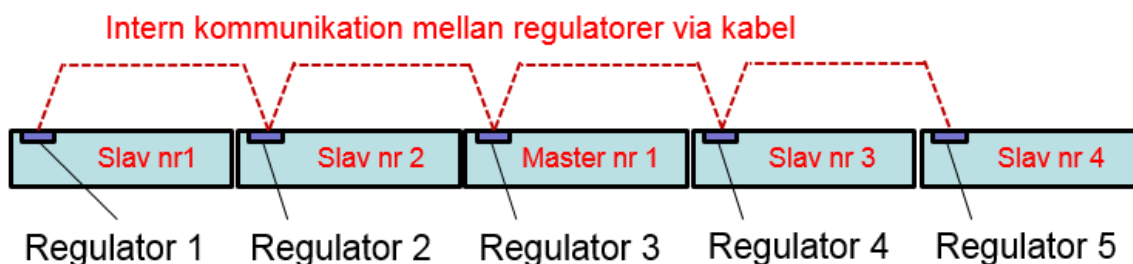 Intern kommunikation mellan regulatorer via kabel
Slav nr1 Slav nr 2 Master nr 1 Slav nr 3 Slav nr 4
Regulator 1 Regulator 2 Regulator 3 Regulator 4 Regulator 5